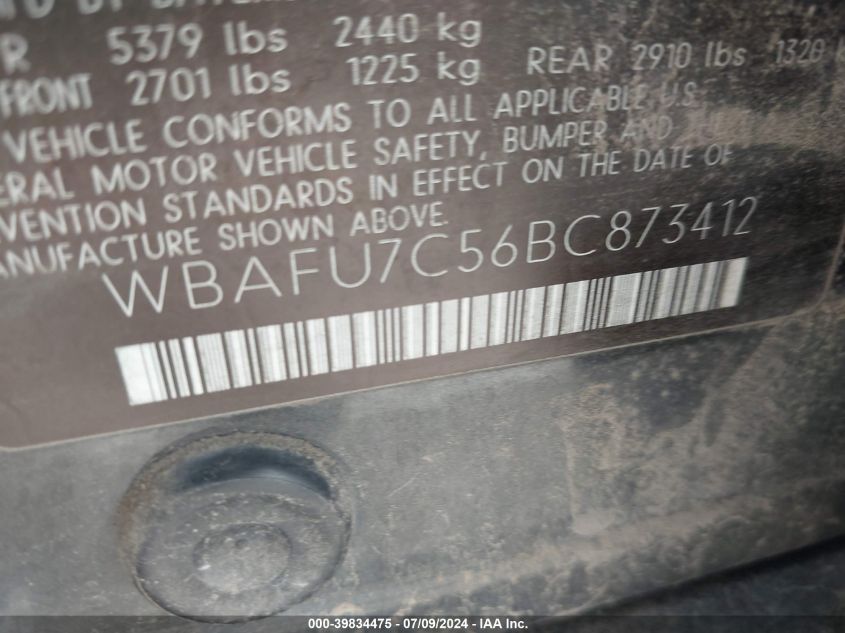 R 5379 lbs 2440 kg
FRONT 2701 lbs 1225 kg REAR 2910 lbs 1320
VEHICLE CONFORMS TO ALL APPLICABLE U.S.
ERAL MOTOR VEHICLE SAFETY, BUMPER AND
VENTION STANDARDS IN EFFECT ON THE DATE OF
ANUFACTURE SHOWN ABOVE.
WBAFU7C56BC873412
000-39834475 - 07/09/2024 - IAA Inc.